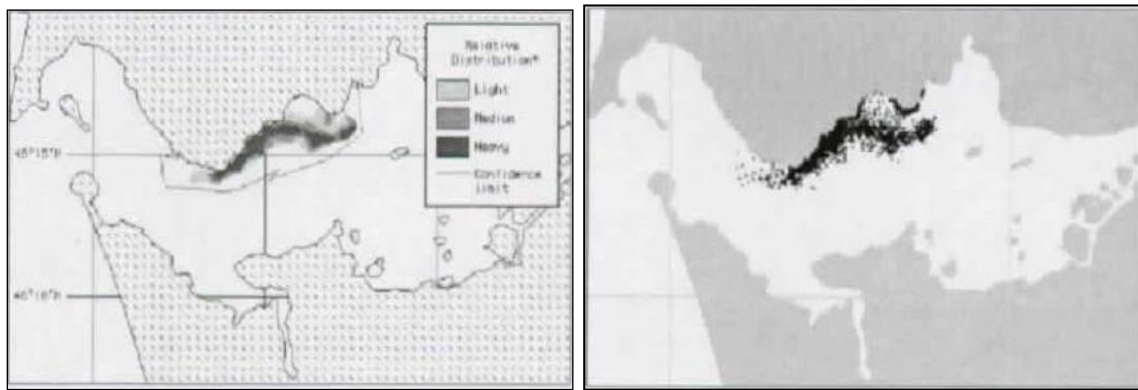 Relative
Distribution*
Light
Medium
Heavy
Confidence
limit